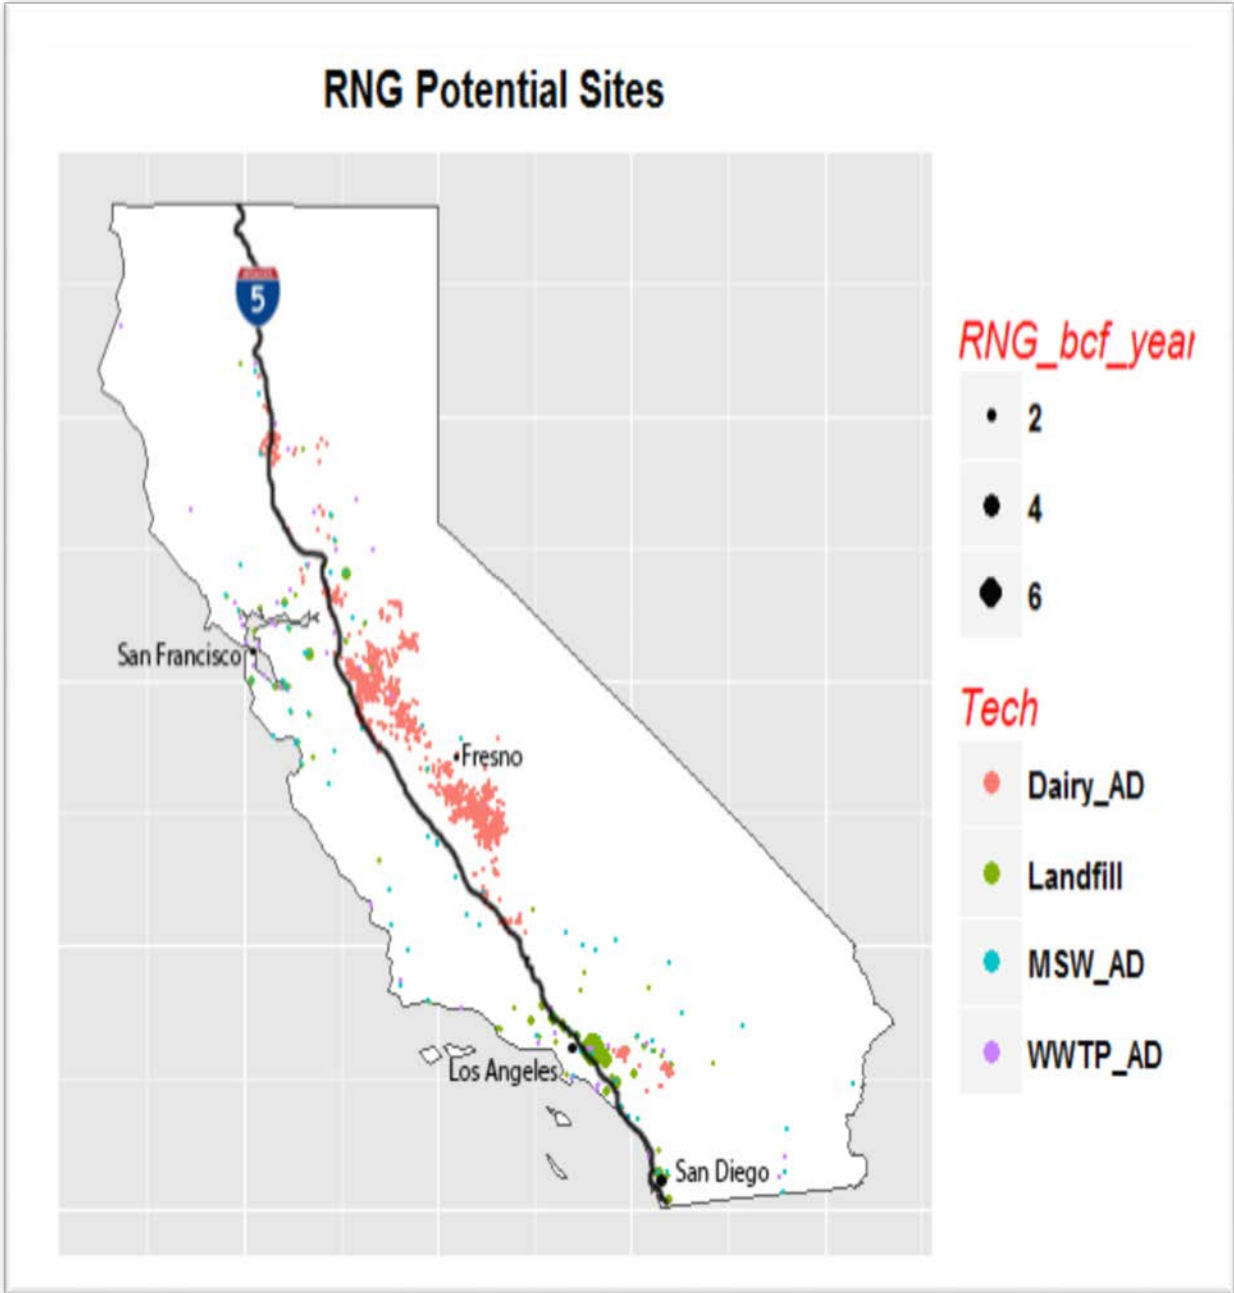 RNG Potential Sites
5
San Francisco
Fresno
Los Angeles
San Diego
RNG_bcf_year
2
4
6
Tech
Dairy_AD
Landfill
MSW_AD
WWTP_AD